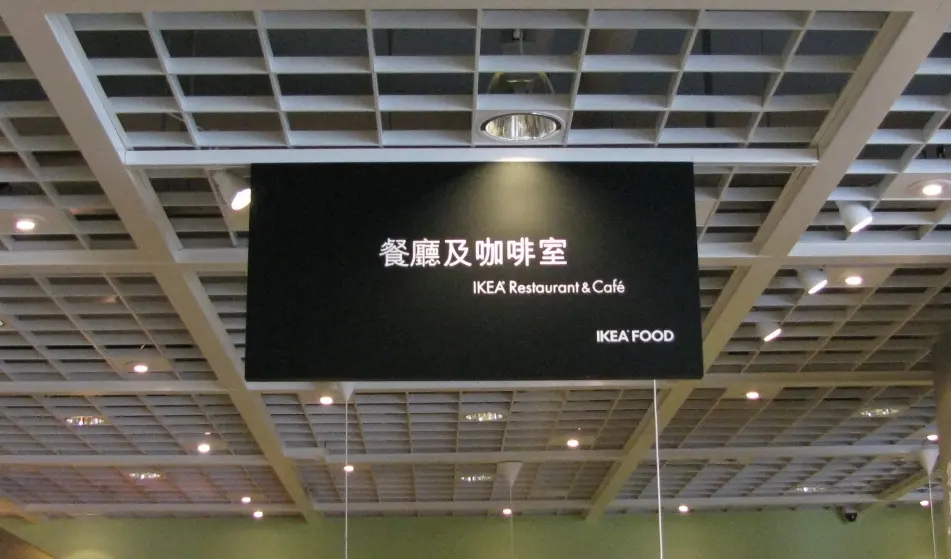 餐廳及咖啡室
IKEA® Restaurant & Café
IKEA® FOOD